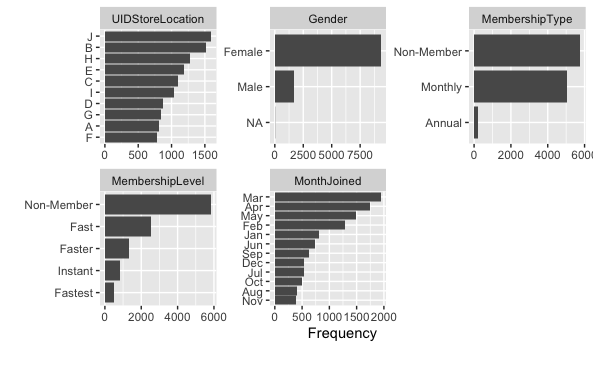 UIDStoreLocation
J
B
H
E
C
I
D
G
A
F
0 500 1000 1500
Gender
Female
Male
NA
0 2500 5000 7500
MembershipType
Non-Member
Monthly
Annual
0 2000 4000 6000
MembershipLevel
Non-Member
Fast
Faster
Instant
Fastest
0 2000 4000 6000
MonthJoined
Mar
Apr
May
Feb
Jan
Jun
Sep
Dec
Jul
Oct
Aug
Nov
0 500 1000 1500 2000
Frequency